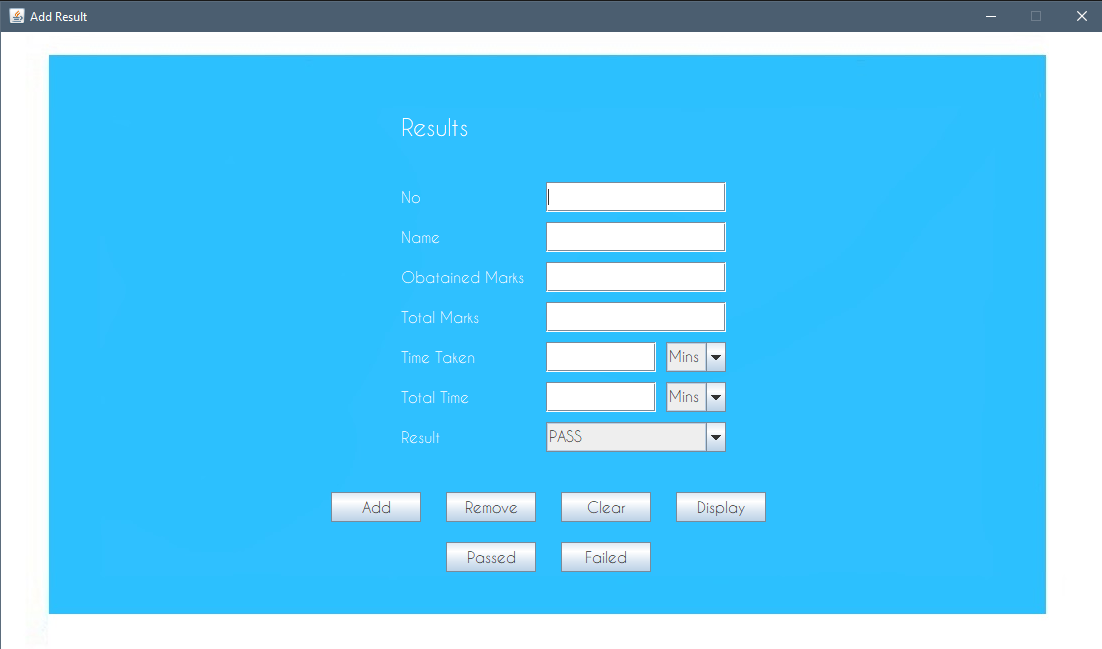 Add Result
Results
No
Name
Obatained Marks
Total Marks
Time Taken Mins
Total Time Mins
Result PASS
Add Remove Clear Display
Passed Failed